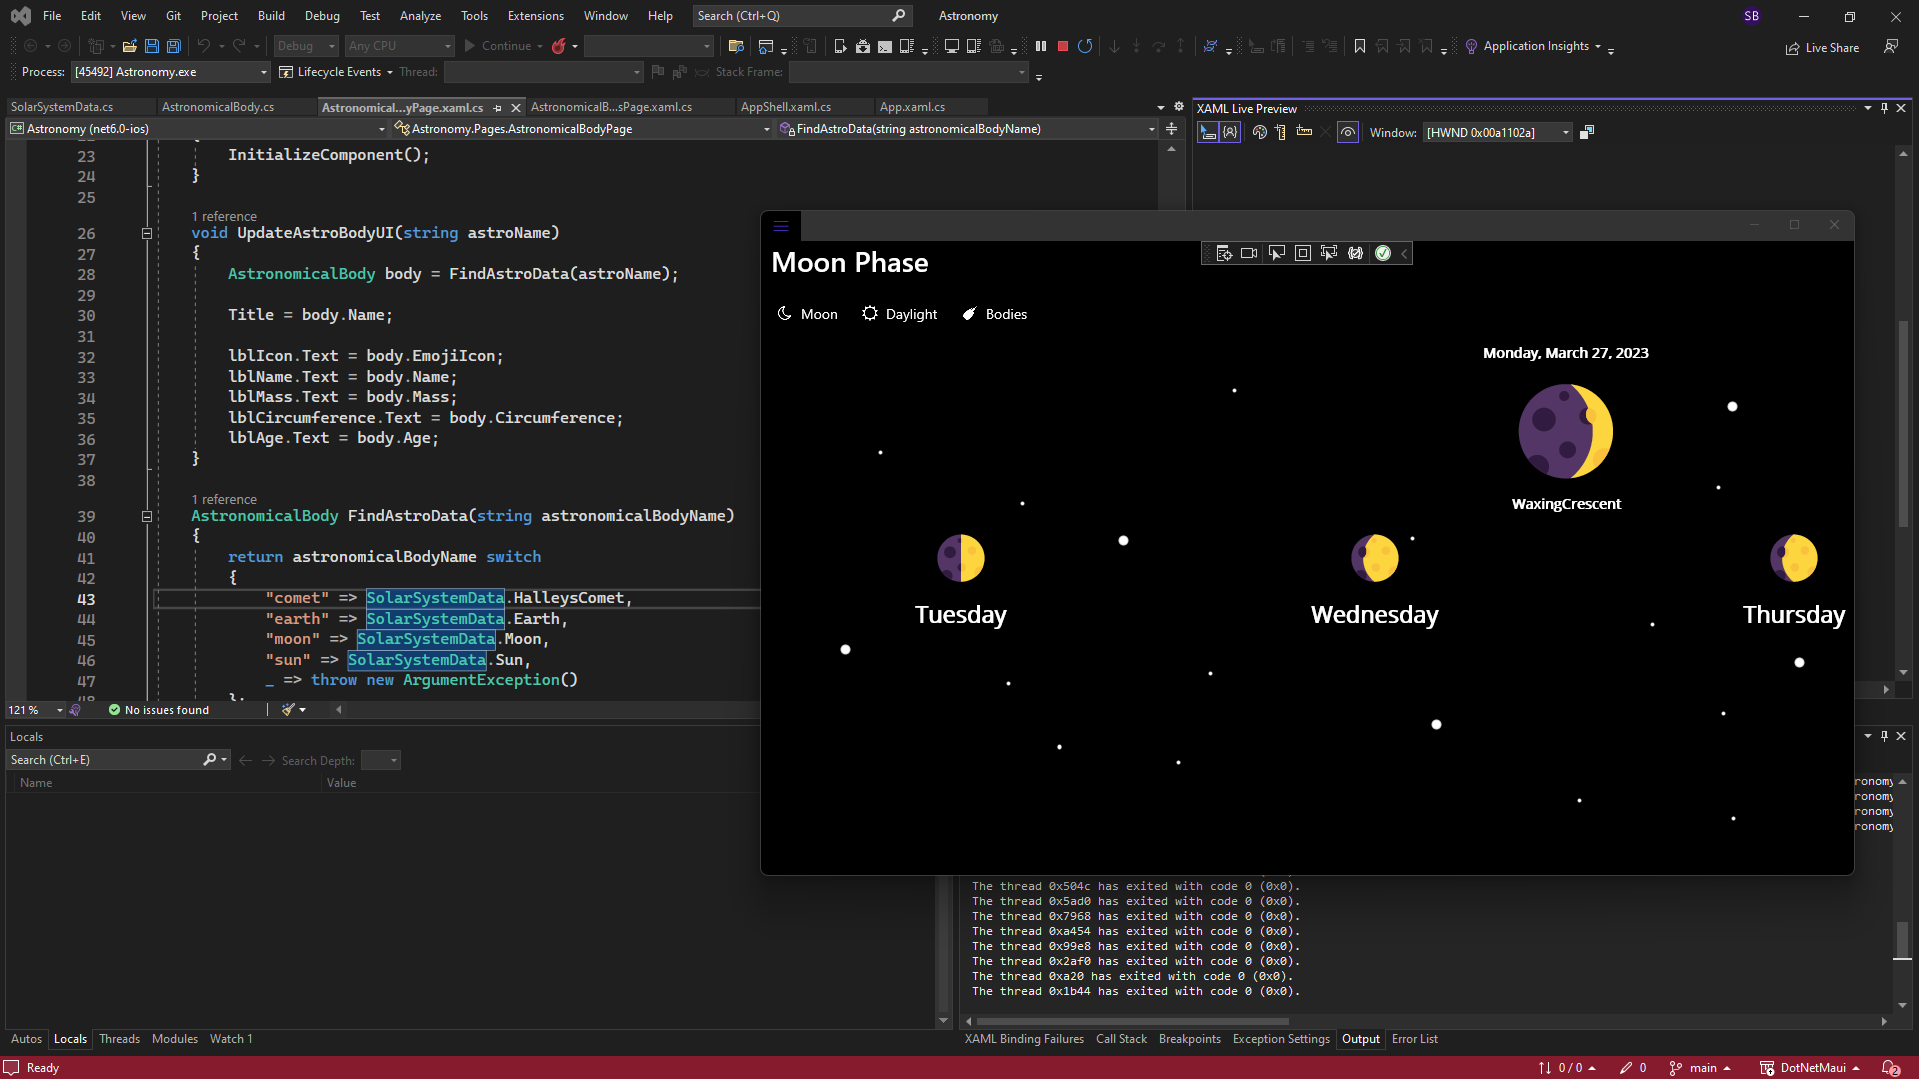 File Edit View Git Project Build Debug Test Analyze Tools Extensions Window Help Search (Ctrl+Q) Astronomy SB
Debug Any CPU Continue Application Insights Live Share
Process: [45492] Astronomy.exe Lifecycle Events Thread: Stack Frame:
SolarSystemData.cs AstronomicalBody.cs Astronomical...yPage.xaml.cs AstronomicalB...sPage.xaml.cs AppShell.xaml.cs App.xaml.cs
XAML Live Preview
C# Astronomy (net6.0-ios) Astronomy.Pages.AstronomicalBodyPage FindAstroData(string astronomicalBodyName)
Window: [HWND 0x00a1102a]
23 InitializeComponent();
24 }
25
1 reference
26 void UpdateAstroBodyUI(string astroName)
27 {
28 AstronomicalBody body = FindAstroData(astroName);
29
30 Title = body.Name;
31
32 lblIcon.Text = body.EmojiIcon;
33 lblName.Text = body.Name;
34 lblMass.Text = body.Mass;
35 lblCircumference.Text = body.Circumference;
36 lblAge.Text = body.Age;
37 }
38
1 reference
39 AstronomicalBody FindAstroData(string astronomicalBodyName)
40 {
41 return astronomicalBodyName switch
42 {
43 "comet" => SolarSystemData.HalleysComet,
44 "earth" => SolarSystemData.Earth,
45 "moon" => SolarSystemData.Moon,
46 "sun" => SolarSystemData.Sun,
47 _ => throw new ArgumentException()
48 };
121 % No issues found
Moon Phase
Moon Daylight Bodies
Monday, March 27, 2023
WaxingCrescent
Tuesday Wednesday Thursday
Locals
Search (Ctrl+E) Search Depth:
Name Value
ronomy
ronomy
ronomy
ronomy
The thread 0x504c has exited with code 0 (0x0).
The thread 0x5ad0 has exited with code 0 (0x0).
The thread 0x7968 has exited with code 0 (0x0).
The thread 0xa454 has exited with code 0 (0x0).
The thread 0x99e8 has exited with code 0 (0x0).
The thread 0x2af0 has exited with code 0 (0x0).
The thread 0xa20 has exited with code 0 (0x0).
The thread 0x1b44 has exited with code 0 (0x0).
Autos Locals Threads Modules Watch 1
XAML Binding Failures Call Stack Breakpoints Exception Settings Output Error List
Ready 0 / 0 0 main DotNetMaui 2